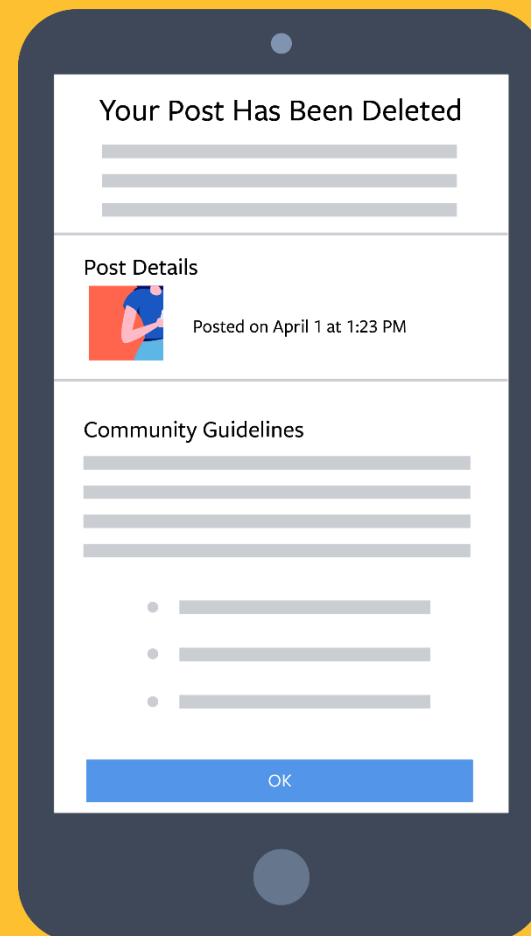 Your Post Has Been Deleted
Post Details
Posted on April 1 at 1:23 PM
Community Guidelines
OK